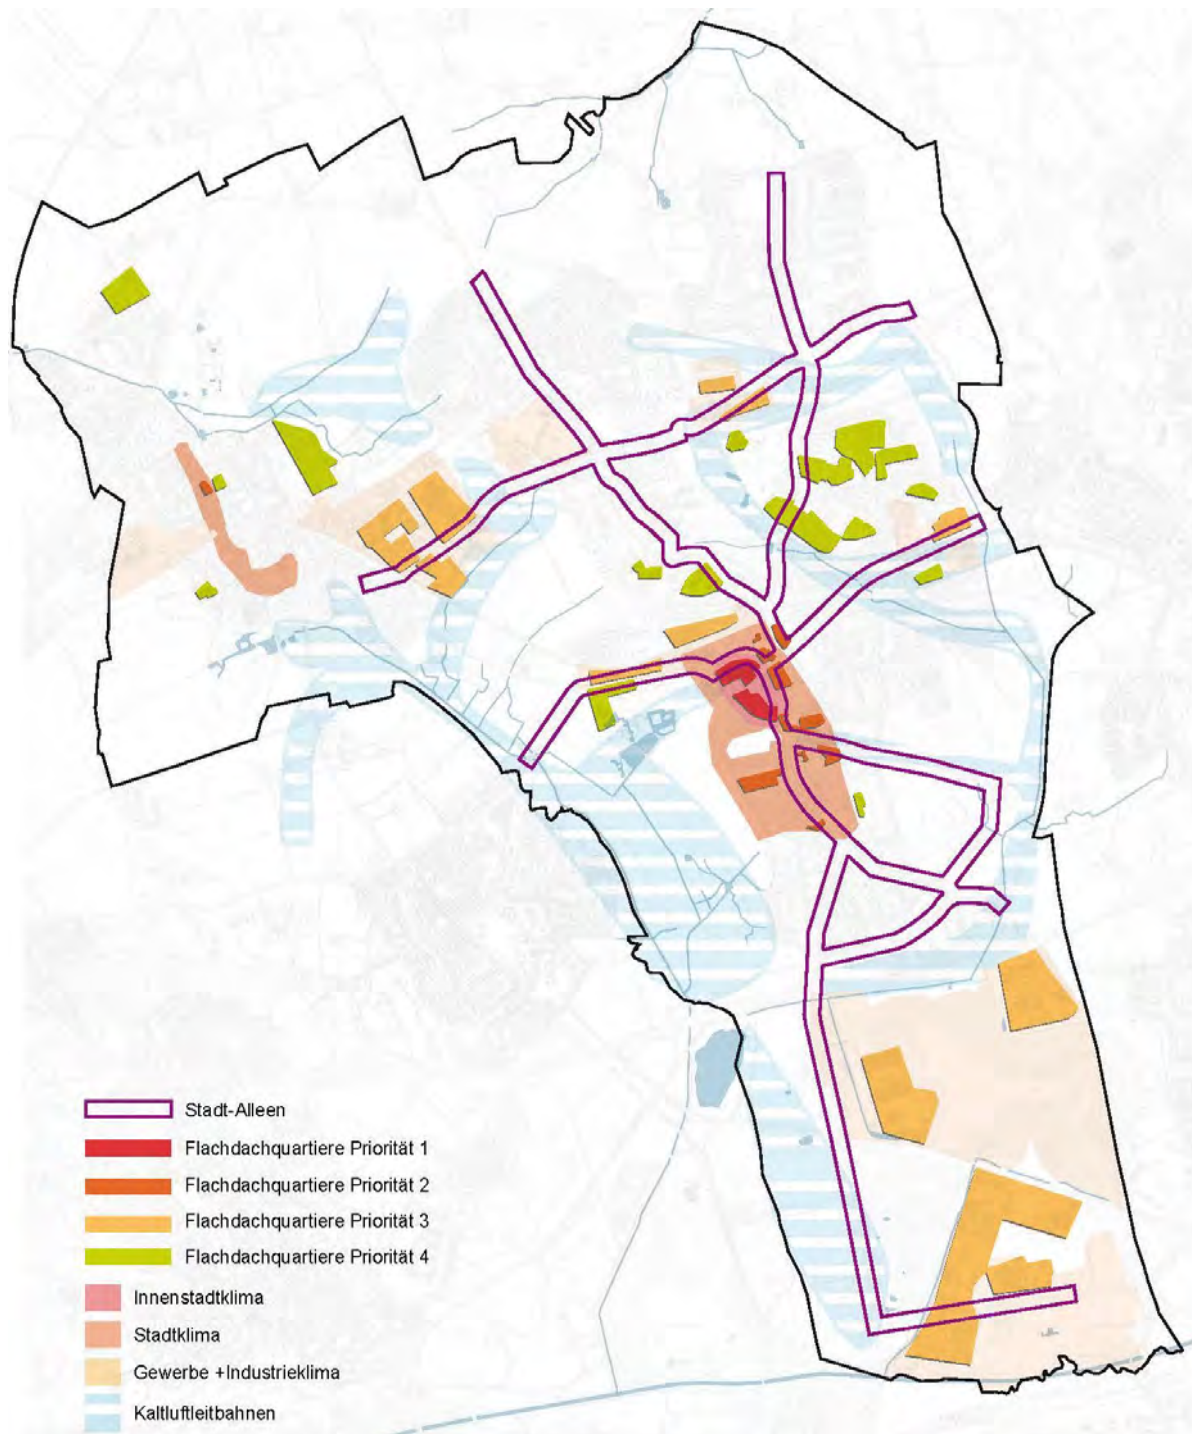 Stadt-Alleen
Flachdachquartiere Priorität 1
Flachdachquartiere Priorität 2
Flachdachquartiere Priorität 3
Flachdachquartiere Priorität 4
Innenstadtklima
Stadtklima
Gewerbe +Industrieklima
Kaltluftleitbahnen